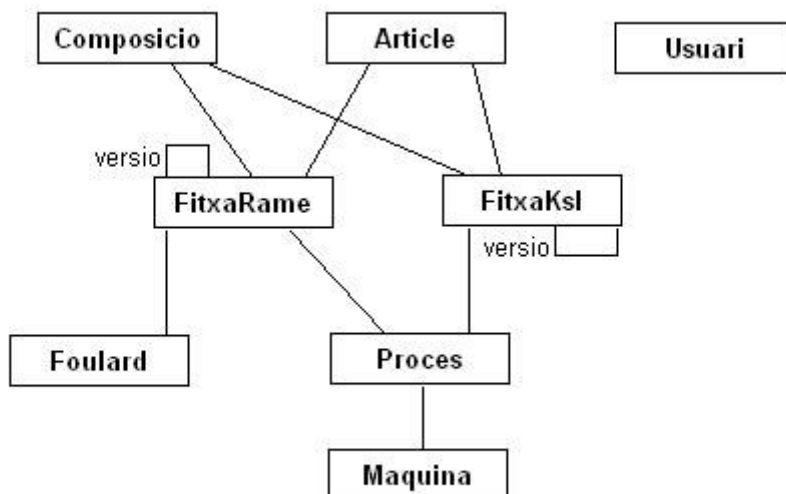 Composicio
Article
Usuari
versio
FitxaRame
FitxaKsl
versio
Foulard
Proces
Maquina